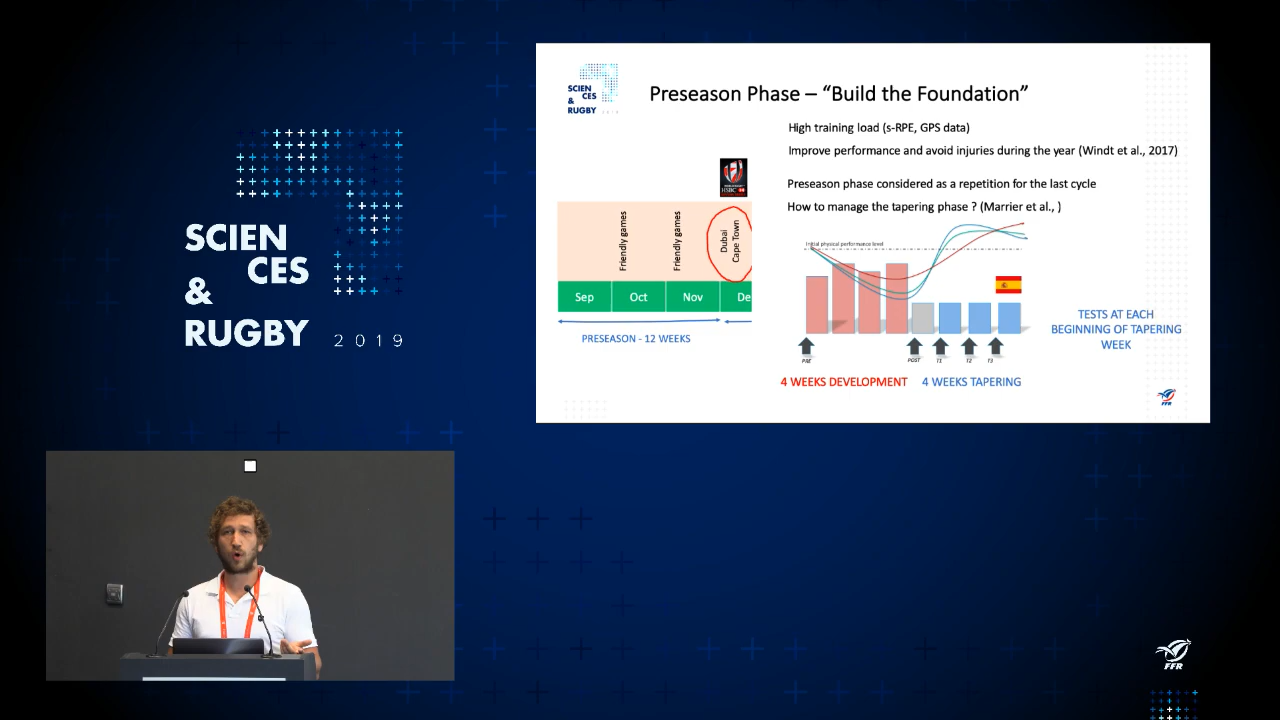 SCIEN
CES
&
RUGBY 2019
SCIEN
CES
&
RUGBY 2019
Preseason Phase – “Build the Foundation”
High training load (s-RPE, GPS data)
Improve performance and avoid injuries during the year (Windt et al., 2017)
Preseason phase considered as a repetition for the last cycle
How to manage the tapering phase ? (Marrier et al., )
HSBC
Friendly games
Friendly games
Dubai
Cape Town
Sep Oct Nov De
PRESEASON - 12 WEEKS
Initial physical performance level
PRE POST T1 T2 T3
4 WEEKS DEVELOPMENT 4 WEEKS TAPERING
TESTS AT EACH
BEGINNING OF TAPERING
WEEK
FFR
FFR